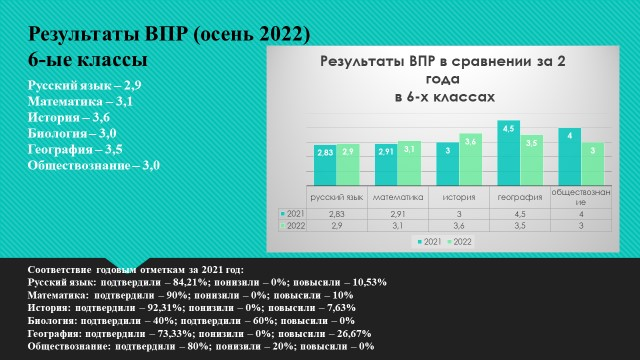 Результаты ВПР (осень 2022)
6-ые классы
Русский язык – 2,9
Математика – 3,1
История – 3,6
Биология – 3,0
География – 3,5
Обществознание – 3,0
Результаты ВПР в сравнении за 2
года
в 6-х классах
2,83 2,9 2,91 3,1 3 3,6 4,5 3,5 4 3
русский язык математика история география обществознан
ие
2021 2,83 2,91 3 4,5 4
2022 2,9 3,1 3,6 3,5 3
2021 2022
Соответствие годовым отметкам за 2021 год:
Русский язык: подтвердили – 84,21%; понизили – 0%; повысили – 10,53%
Математика: подтвердили – 90%; понизили – 0%; повысили – 10%
История: подтвердили – 92,31%; понизили – 0%; повысили – 7,63%
Биология: подтвердили – 40%; подтвердили – 60%; повысили – 0%
География: подтвердили – 73,33%; понизили – 0%; повысили – 26,67%
Обществознание: подтвердили – 80%; понизили – 20%; повысили – 0%